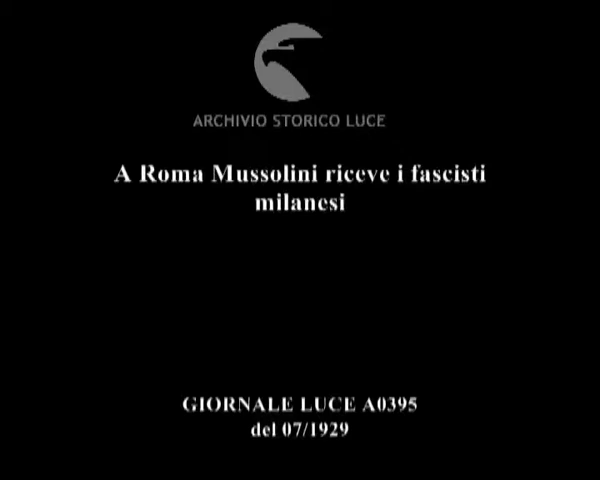 ARCHIVIO STORICO LUCE
A Roma Mussolini riceve i fascisti
milanesi
GIORNALE LUCE A0395
del 07/1929